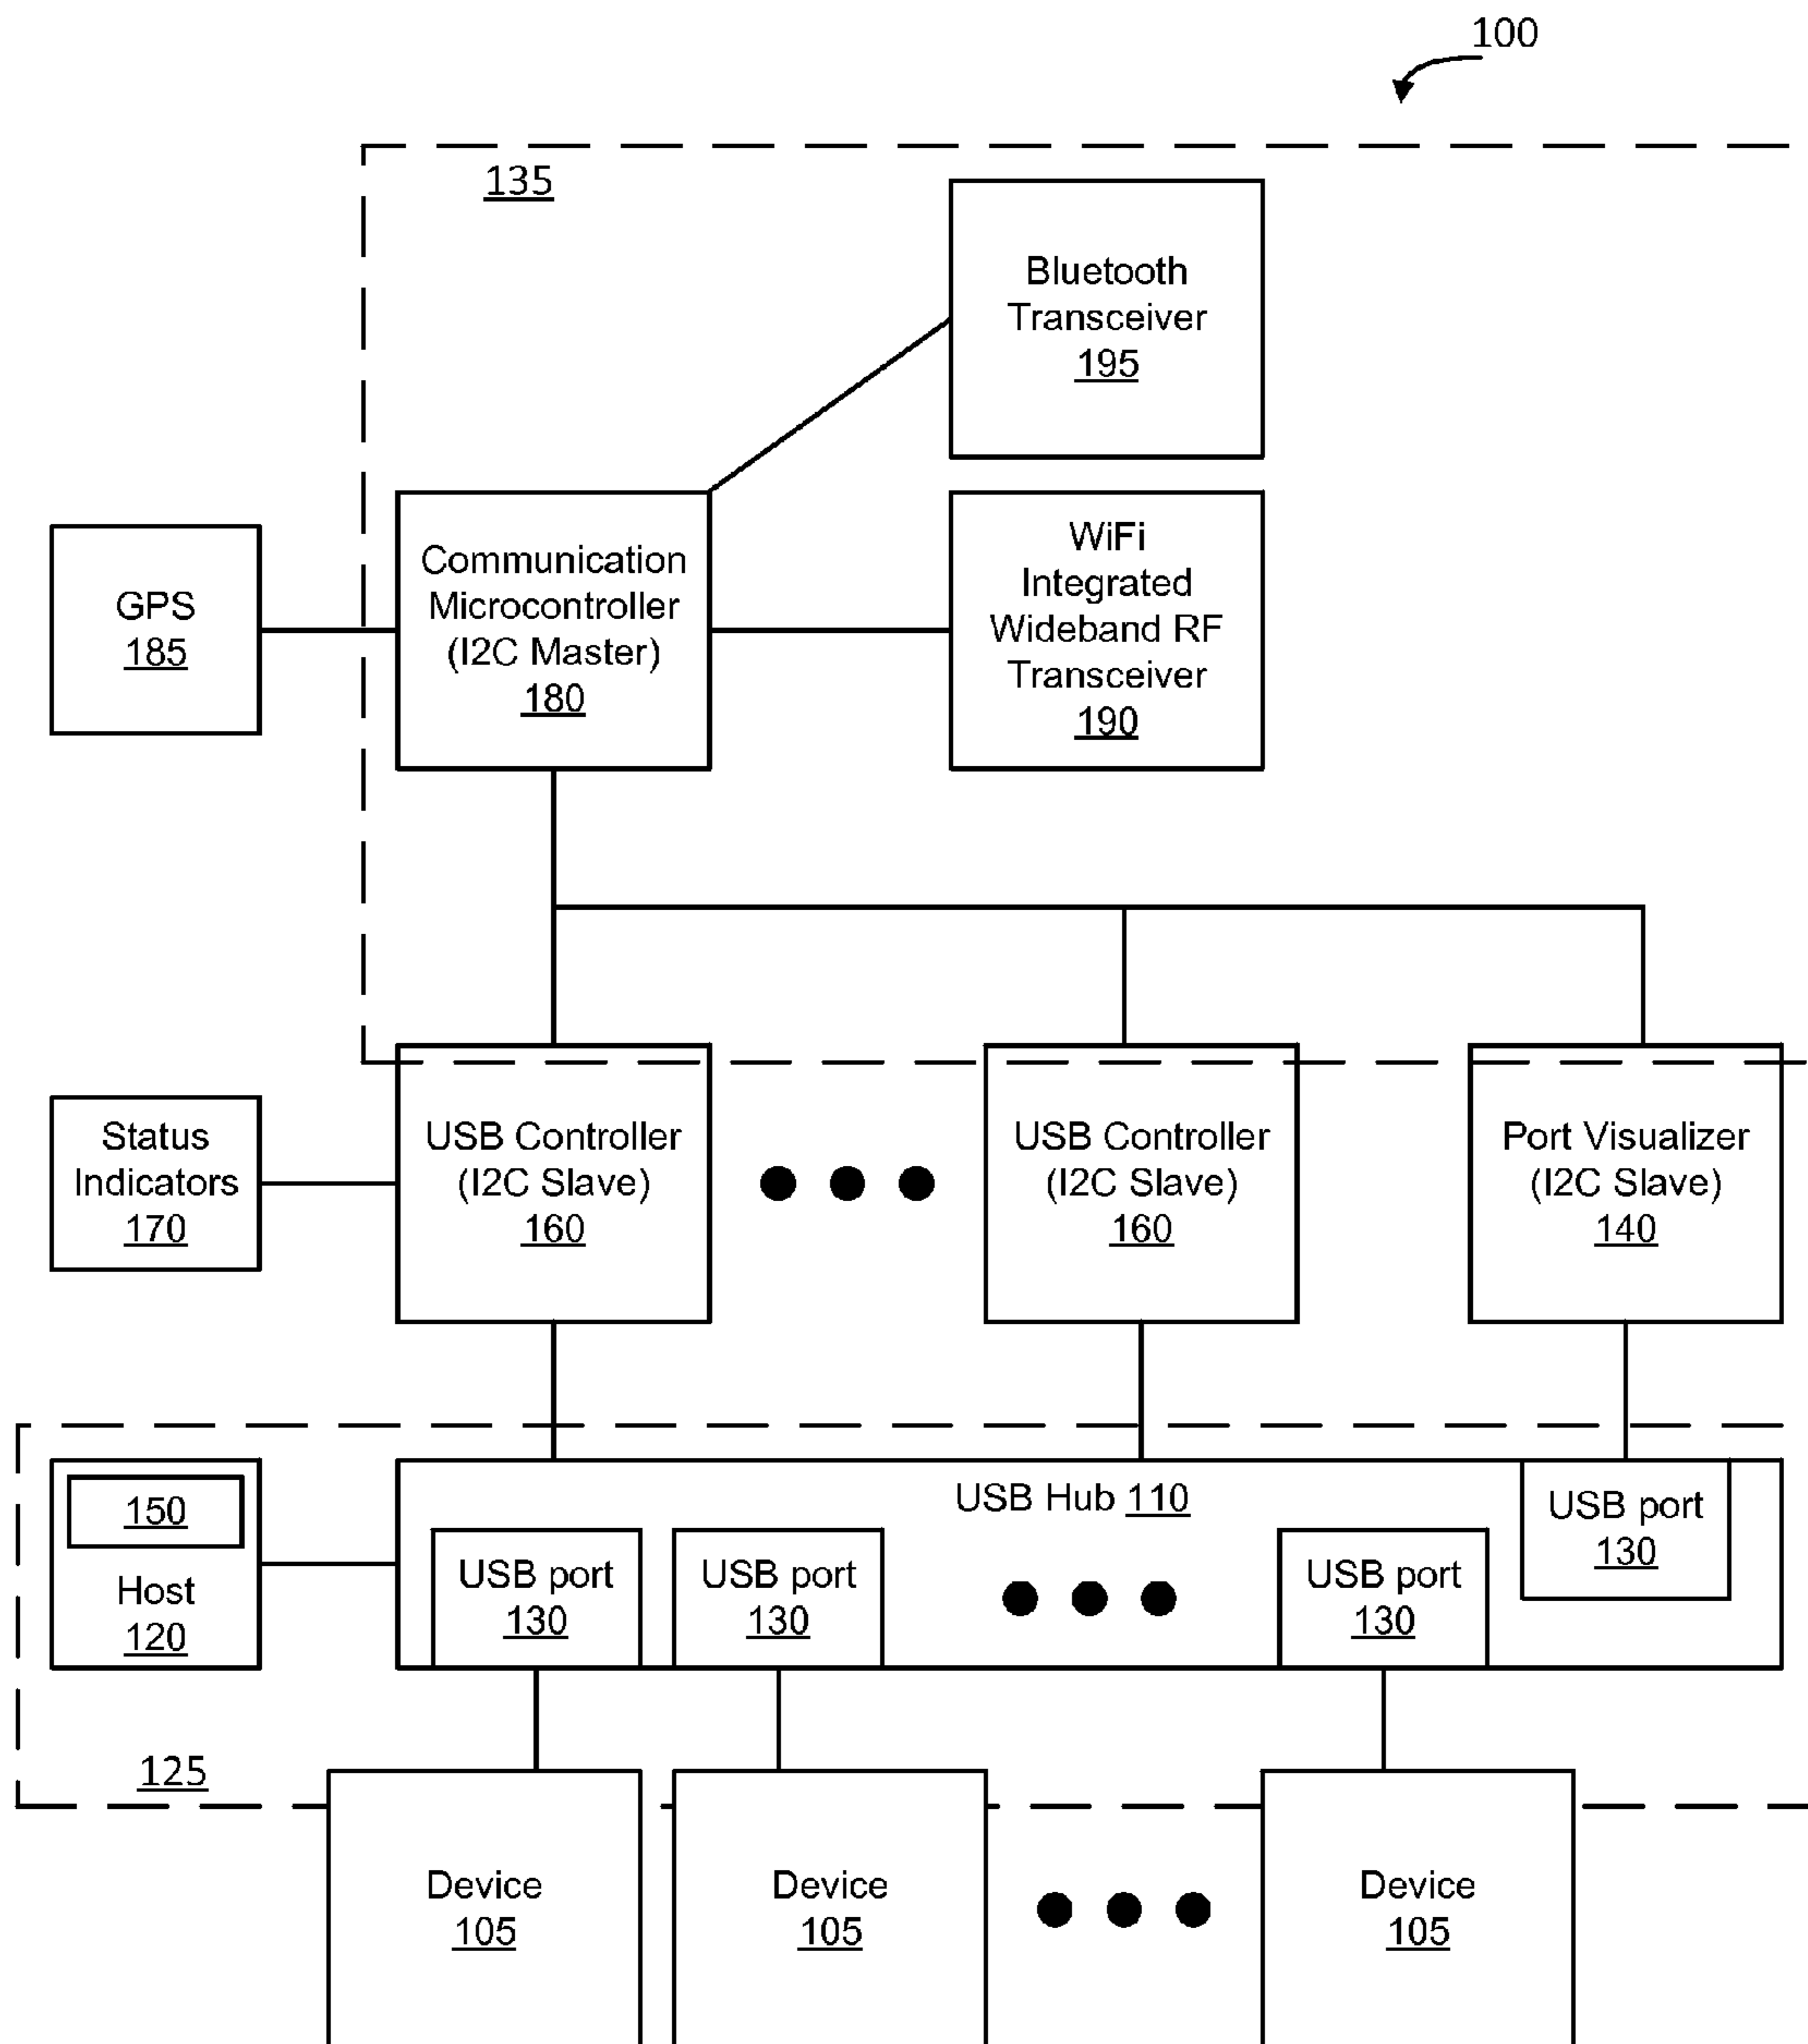 100
135
Bluetooth
Transceiver
195
GPS
185
Communication
Microcontroller
(I2C Master)
180
WiFi
Integrated
Wideband RF
Transceiver
190
Status
Indicators
170
USB Controller
(I2C Slave)
160
USB Controller
(I2C Slave)
160
Port Visualizer
(I2C Slave)
140
150
Host
120
USB Hub 110
USB port
130
USB port
130
USB port
130
USB port
130
125
Device
105
Device
105
Device
105